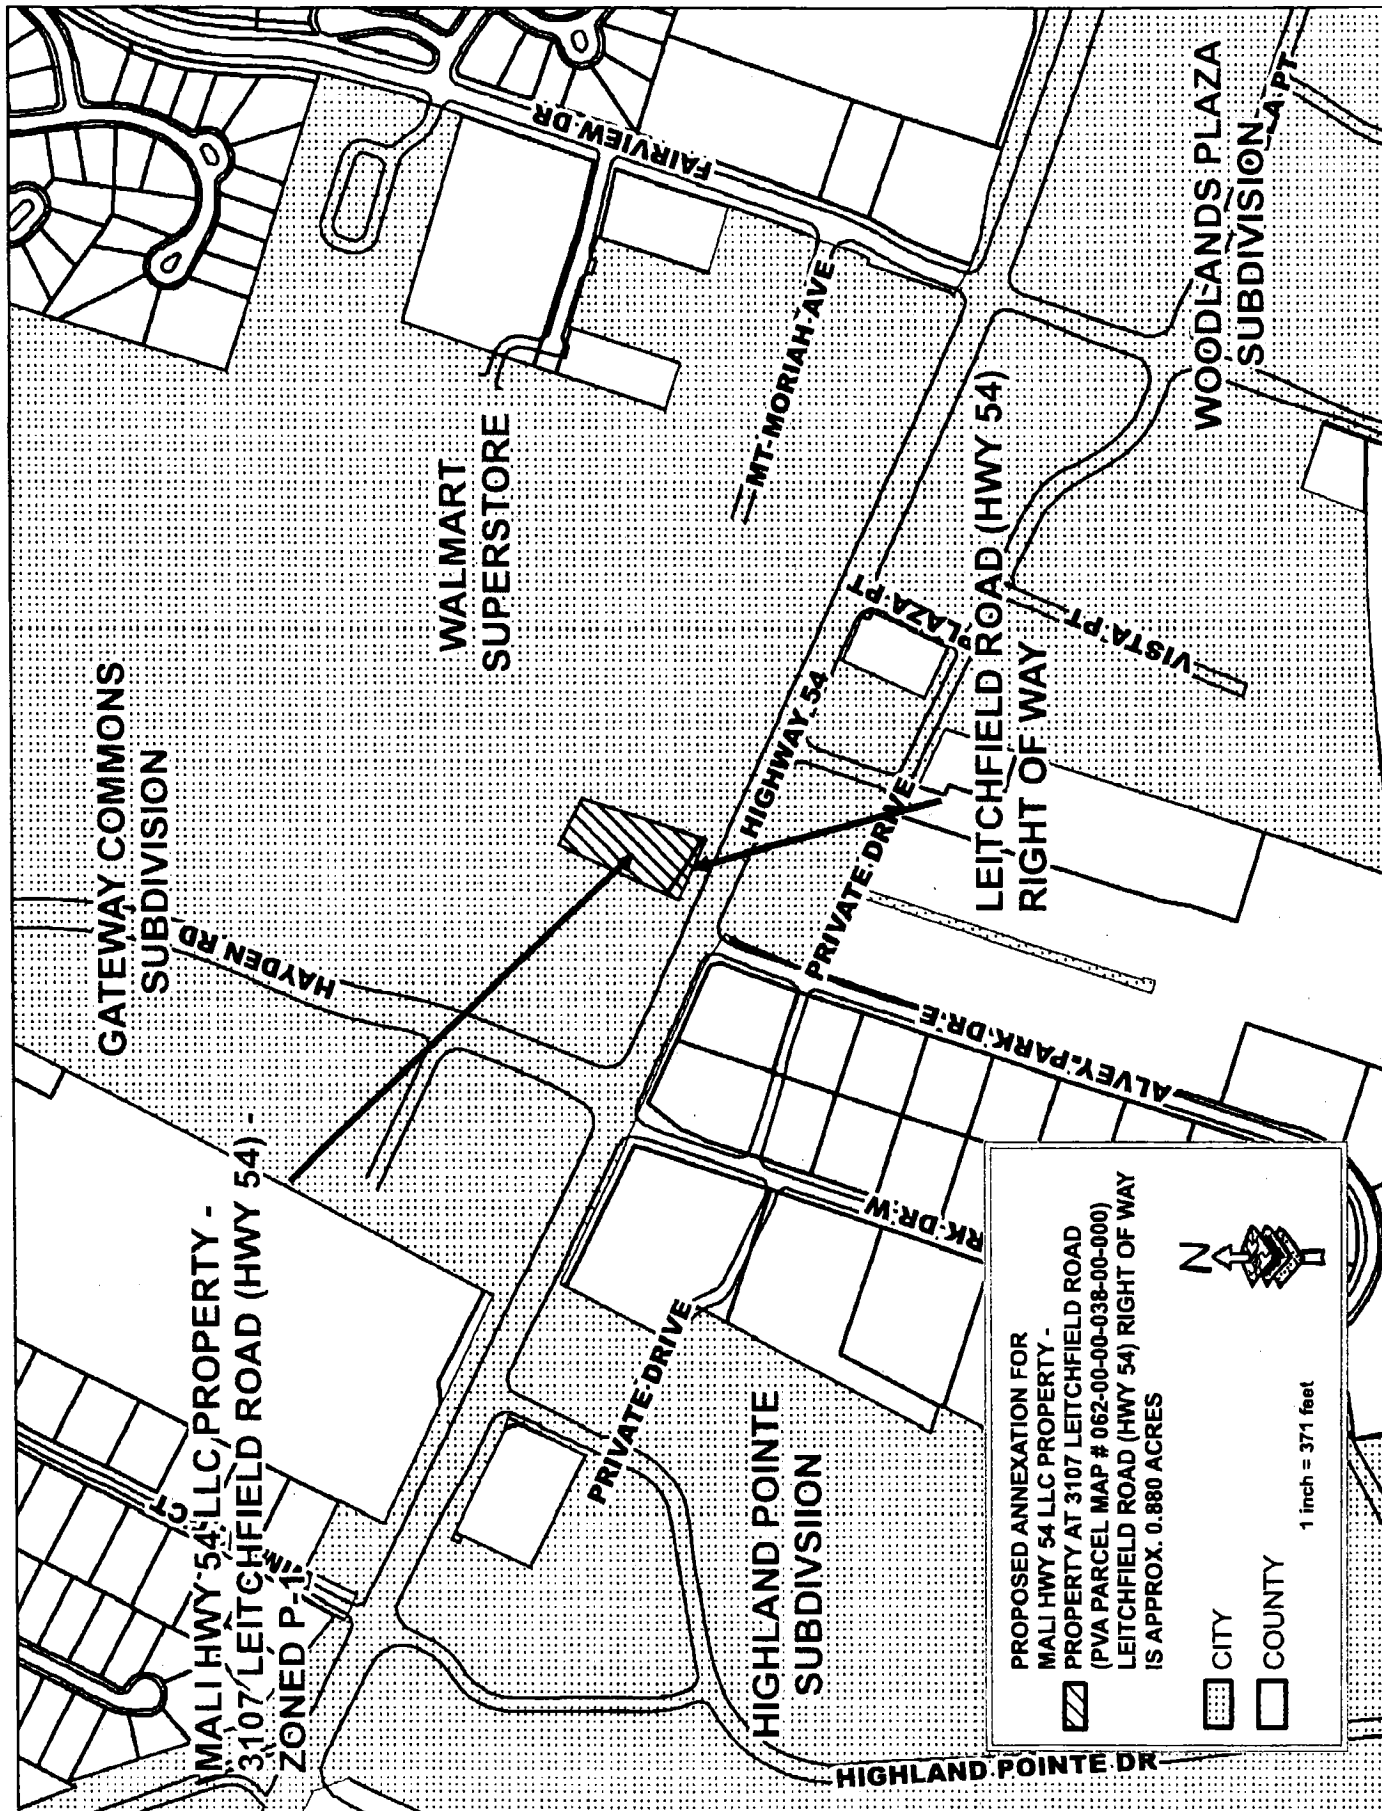 GATEWAY COMMONS
SUBDIVISION
WALMART
SUPERSTORE
MALI HWY 54 LLC PROPERTY -
3107 LEITCHFIELD ROAD (HWY 54) -
ZONED P-1
CT
HAYDEN RD
FAIRVIEW DR
MT MORIAH AVE
HIGHWAY 54
PLAZA PT
VISTA PT
LA PT
PRIVATE DRIVE
PRIVATE DRIVE
ALVEY PARK DR E
RK DR W
HIGHLAND POINTE DR
LEITCHFIELD ROAD (HWY 54)
RIGHT OF WAY
WOODLANDS PLAZA
SUBDIVISION
HIGHLAND POINTE
SUBDIVSIION
PROPOSED ANNEXATION FOR
MALI HWY 54 LLC PROPERTY -
PROPERTY AT 3107 LEITCHFIELD ROAD
(PVA PARCEL MAP # 062-00-00-038-00-000)
LEITCHFIELD ROAD (HWY 54) RIGHT OF WAY
IS APPROX. 0.880 ACRES
CITY
COUNTY
N
1 inch = 371 feet